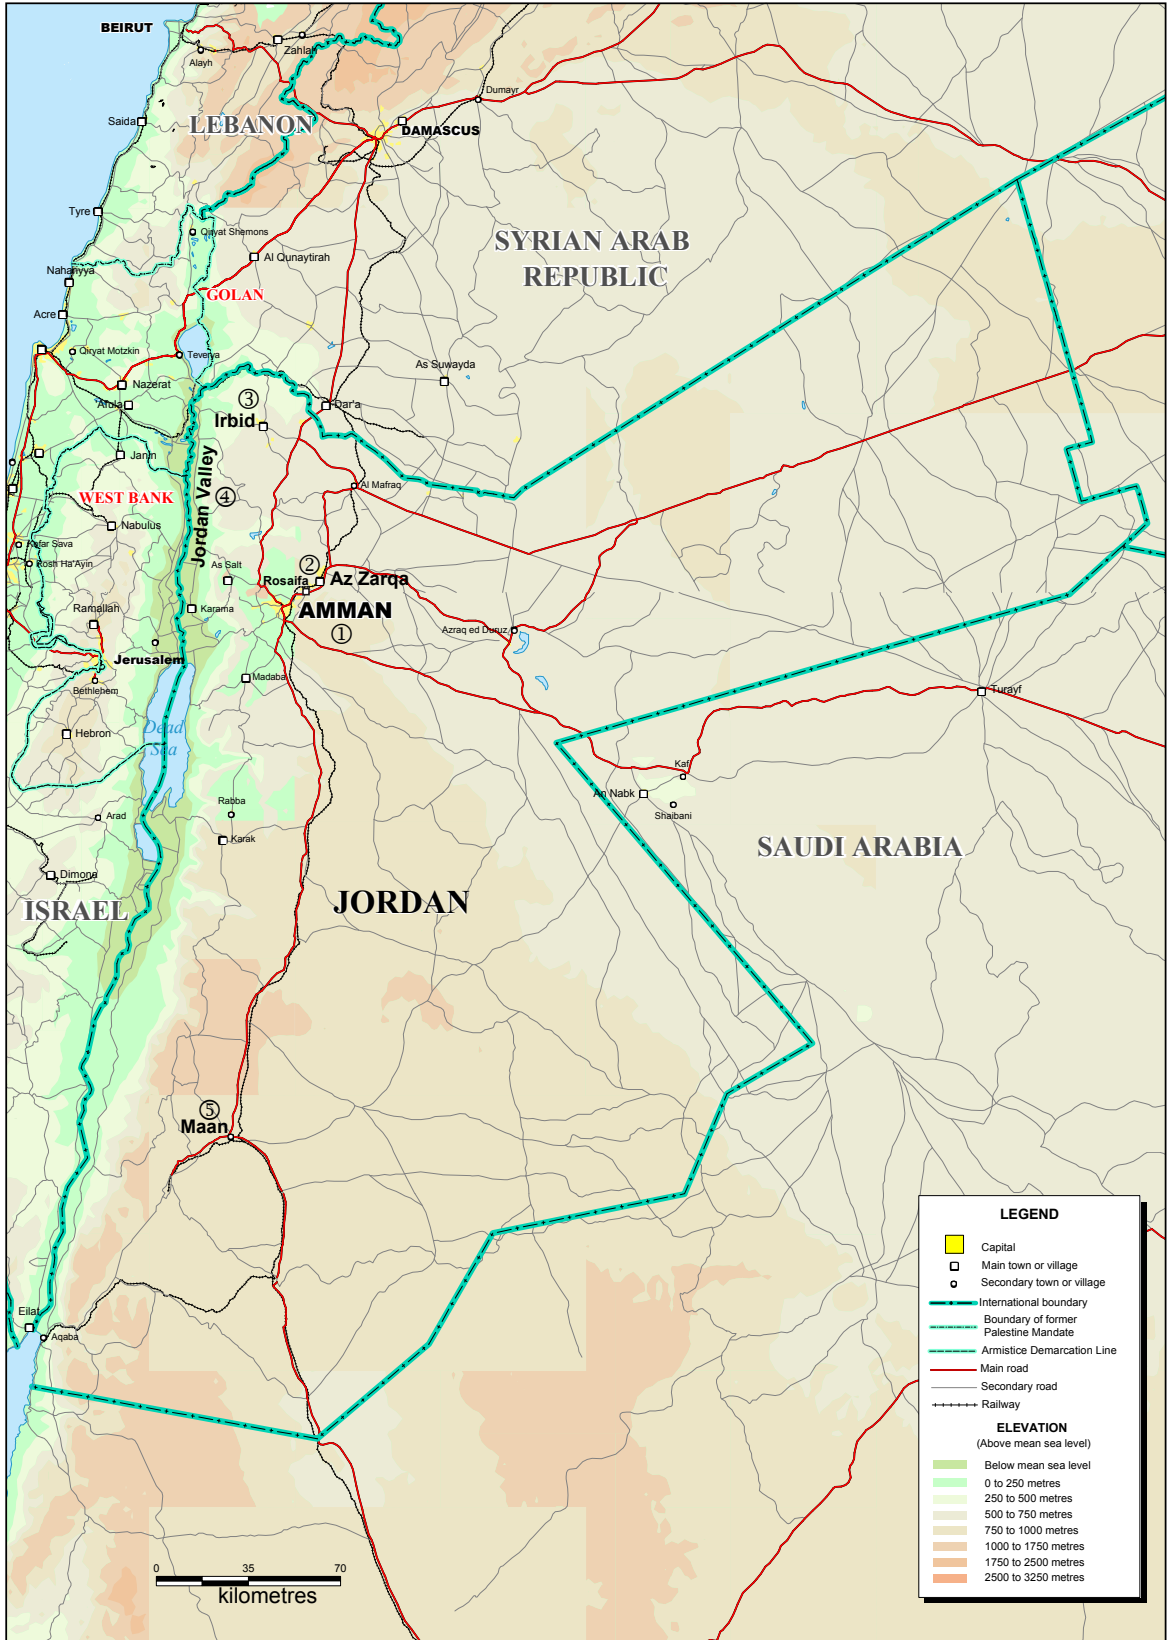 BEIRUT
Zahlah
Alayh
Dumayr
Saida
LEBANON
DAMASCUS
Tyre
Qiryat Shemons
SYRIAN ARAB
REPUBLIC
Al Qunaytirah
Nahariyya
GOLAN
Acre
Qiryat Motzkin
Teverya
As Suwayda
Nazerat
Afula
③
Dar'a
Irbid
Janin
Jordan Valley
Al Mafraq
WEST BANK
④
Nabulus
Kefar Sava
Rosh Ha'Ayin
As Salt
②
Rosaifa
Az Zarqa
Ramallah
Karama
AMMAN
①
Azraq ed Duruz
Jerusalem
Madaba
Bethlehem
Turayf
Dead
Sea
Hebron
Kaf
An Nabk
Shaibani
Rabba
Arad
Karak
SAUDI ARABIA
Dimona
JORDAN
ISRAEL
⑤
Maan
Eilat
Aqaba
LEGEND
Capital
Main town or village
Secondary town or village
International boundary
Boundary of former
Palestine Mandate
Armistice Demarcation Line
Main road
Secondary road
Railway
ELEVATION
(Above mean sea level)
Below mean sea level
0 to 250 metres
250 to 500 metres
500 to 750 metres
750 to 1000 metres
1000 to 1750 metres
1750 to 2500 metres
2500 to 3250 metres
0 35 70
kilometres